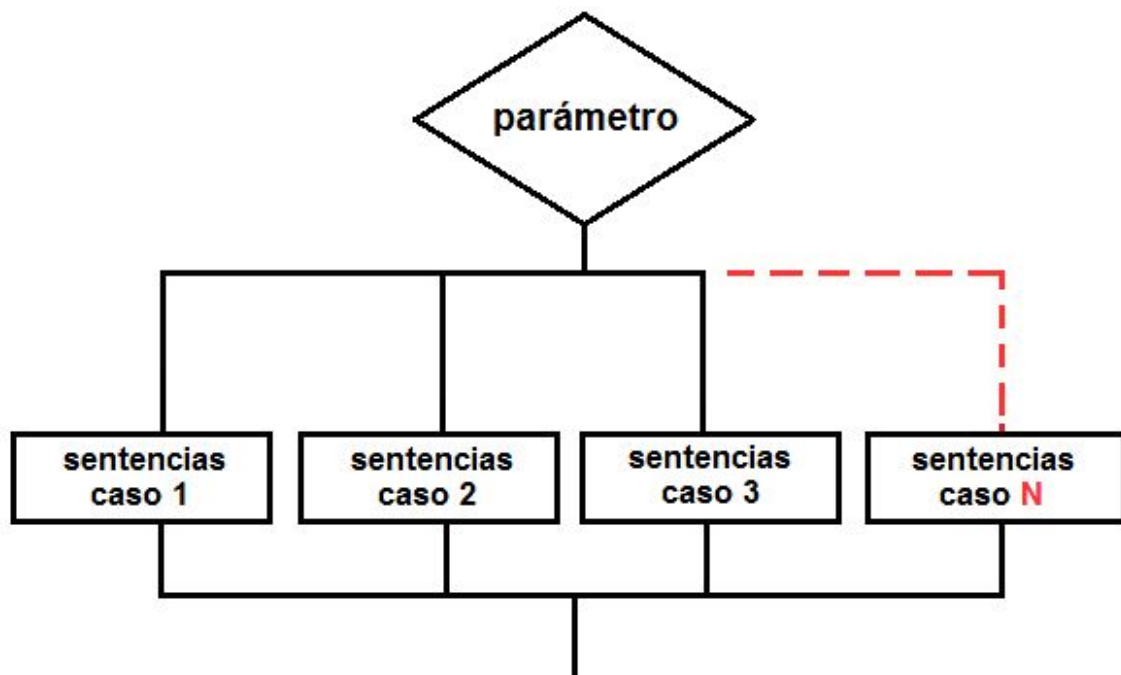 parámetro
sentencias
caso 1
sentencias
caso 2
sentencias
caso 3
sentencias
caso N